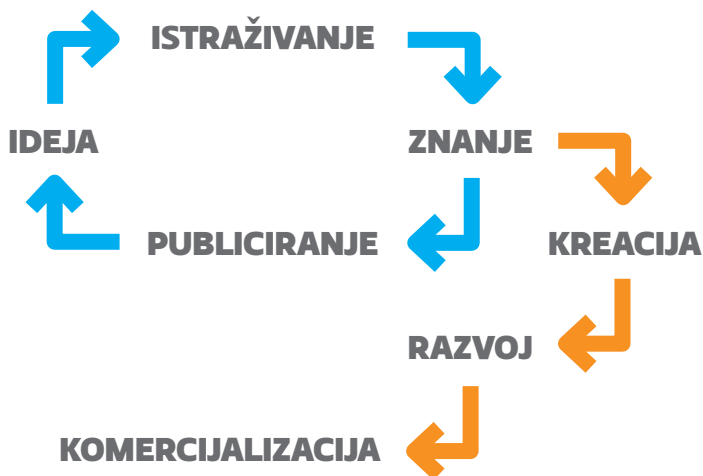 ISTRAŽIVANJE
IDEJA
ZNANJE
PUBLICIRANJE
KREACIJA
RAZVOJ
KOMERCIJALIZACIJA